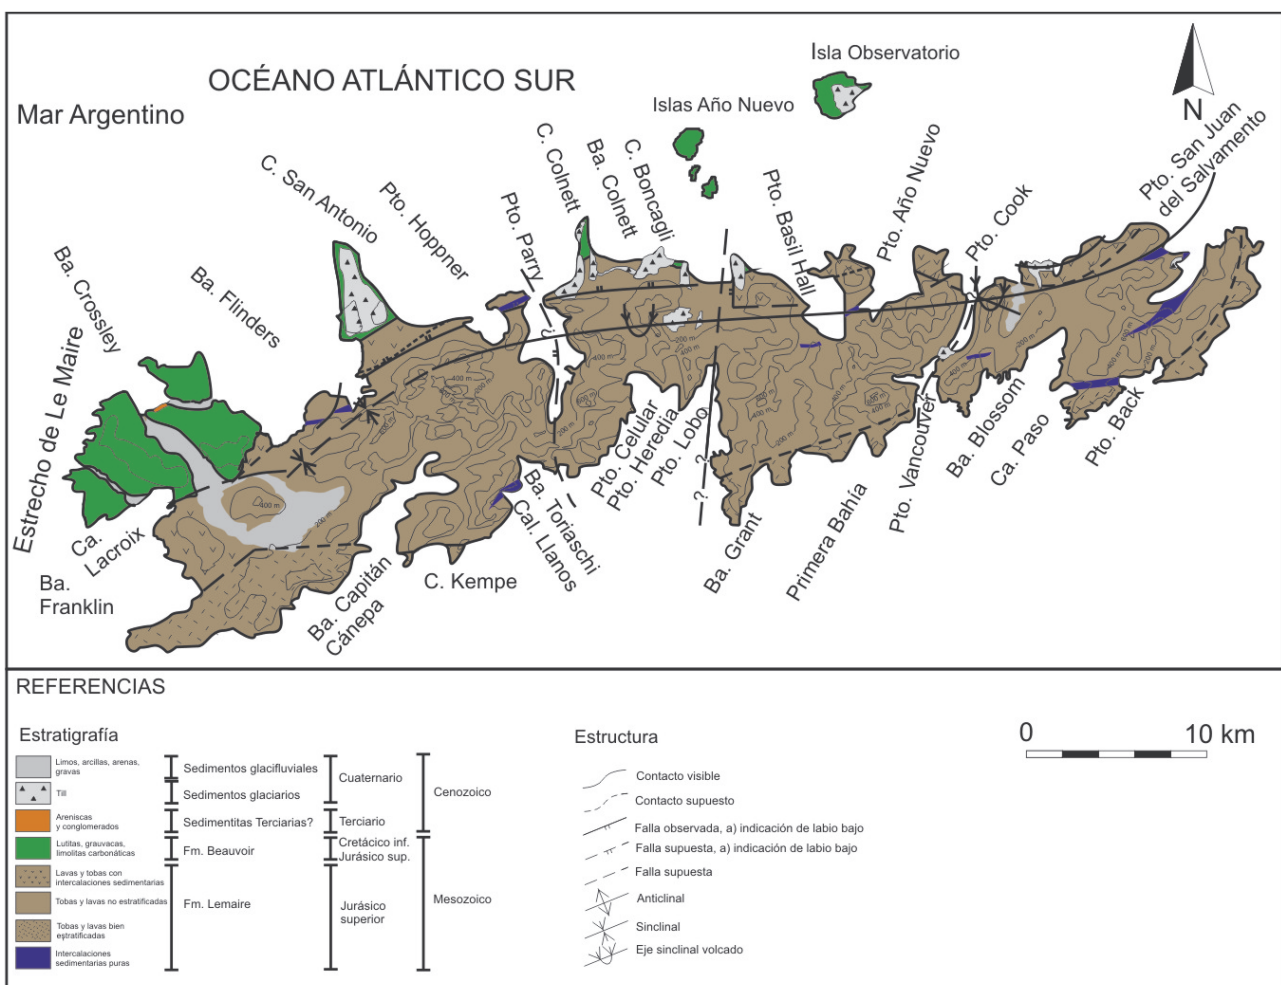 Isla Observatorio
OCÉANO ATLÁNTICO SUR
Islas Año Nuevo
Mar Argentino
N
Pto. San Juan
del Salvamento
C. San Antonio
Pto. Hoppner
Pto. Parry
C. Colnett
Ba. Colnett
C. Boncagli
Pto. Basil Hall
Pto. Año Nuevo
Pto. Cook
Ba. Crossley
Ba. Flinders
Estrecho de Le Maire
Ca.
Lacroix
Ba.
Franklin
Ba. Capitán
Cánepa
C. Kempe
Cal. Llanos
Ba. Toriaschi
Pto. Celular
Pto. Heredia
Pto. Lobo
Ba. Grant
Primera Bahía
Pto. Vancouver
Ba. Blossom
Ca. Paso
Pto. Back
400 m
200 m
REFERENCIAS
Estratigrafía
Limos, arcillas, arenas,
gravas
Till
Areniscas
y conglomerados
Lutitas, grauvacas,
limolitas carbonáticas
Lavas y tobas con
intercalaciones sedimentarias
Tobas y lavas no estratificadas
Tobas y lavas bien
estratificadas
Intercalaciones
sedimentarias puras
Sedimentos glacifluviales
Sedimentos glaciarios
Sedimentitas Terciarias?
Fm. Beauvoir
Fm. Lemaire
Cuaternario
Terciario
Cretácico inf.
Jurásico sup.
Jurásico
superior
Cenozoico
Mesozoico
Estructura
Contacto visible
Contacto supuesto
Falla observada, a) indicación de labio bajo
Falla supuesta, a) indicación de labio bajo
Falla supuesta
Anticlinal
Sinclinal
Eje sinclinal volcado
0 10 km